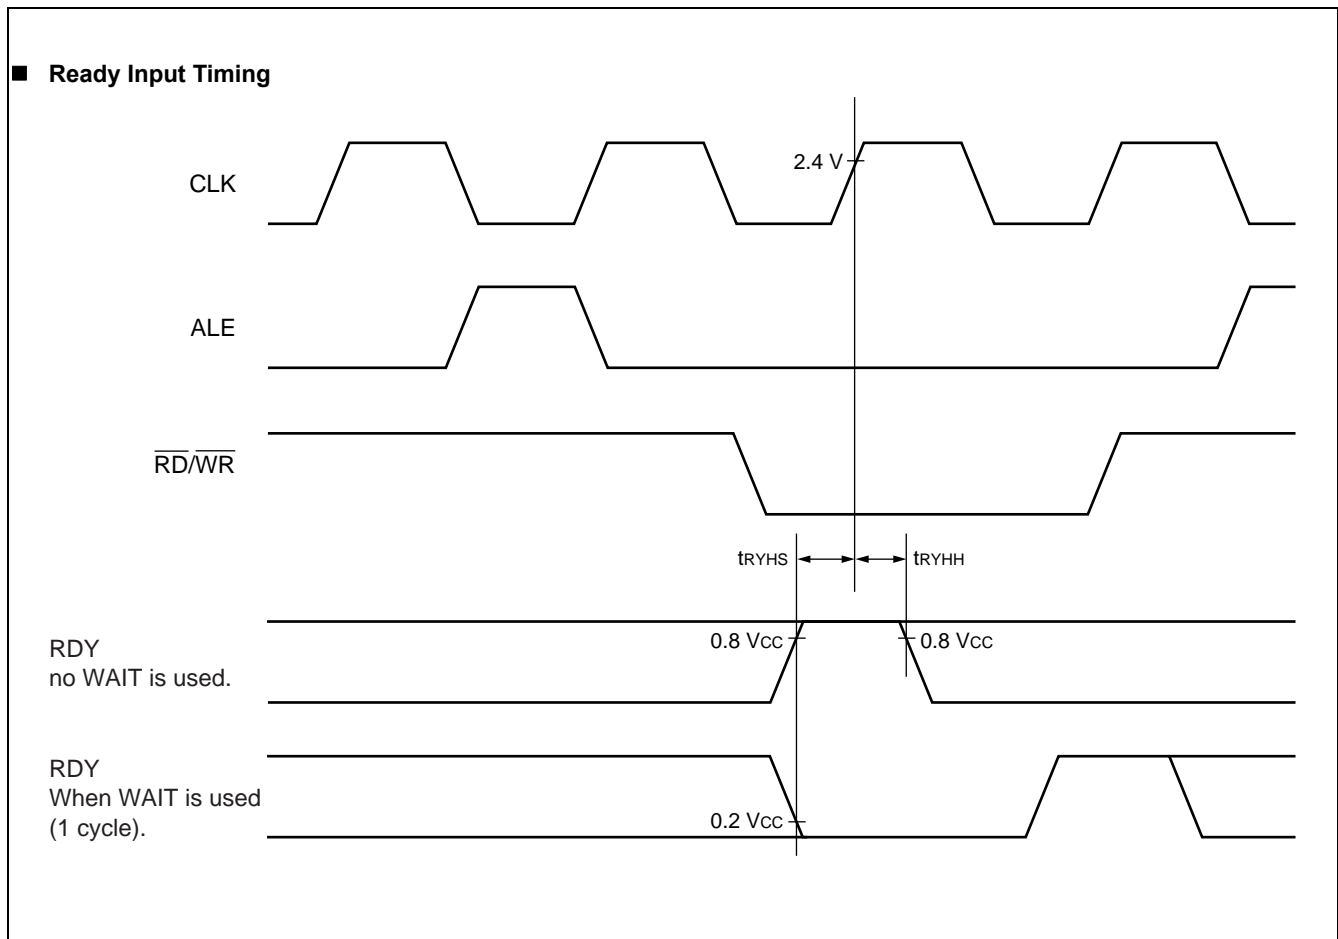 ■ Ready Input Timing
2.4 V
CLK
ALE
RD/WR
tRYHS
tRYHH
0.8 VCC
0.8 VCC
RDY
no WAIT is used.
RDY
When WAIT is used
(1 cycle).
0.2 VCC